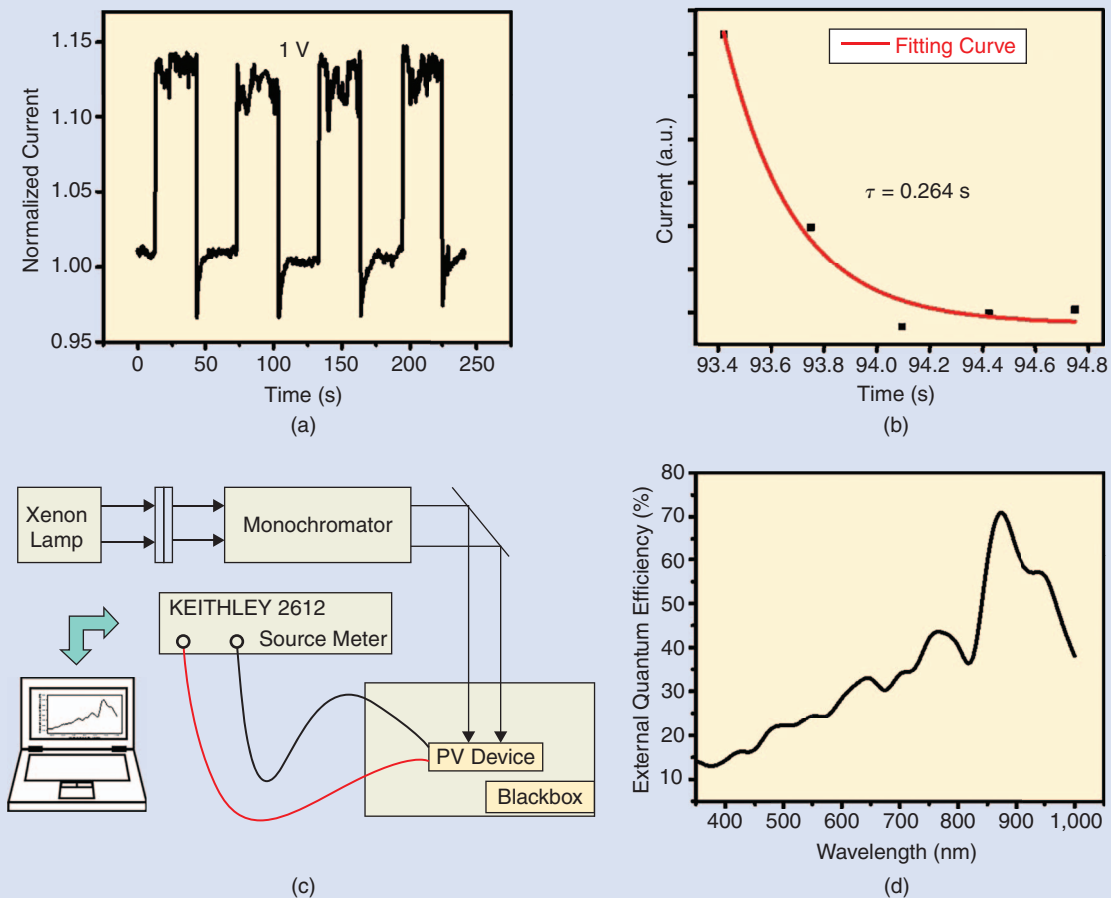 1.15
1.10
1.05
1.00
0.95
Normalized Current
1 V
0 50 100 150 200 250
Time (s)
(a)
Current (a.u.)
Fitting Curve
τ = 0.264 s
93.4 93.6 93.8 94.0 94.2 94.4 94.6 94.8
Time (s)
(b)
Xenon
Lamp
Monochromator
KEITHLEY 2612
Source Meter
PV Device
Blackbox
(c)
80
70
60
50
40
30
20
10
External Quantum Efficiency (%)
400 500 600 700 800 900 1,000
Wavelength (nm)
(d)